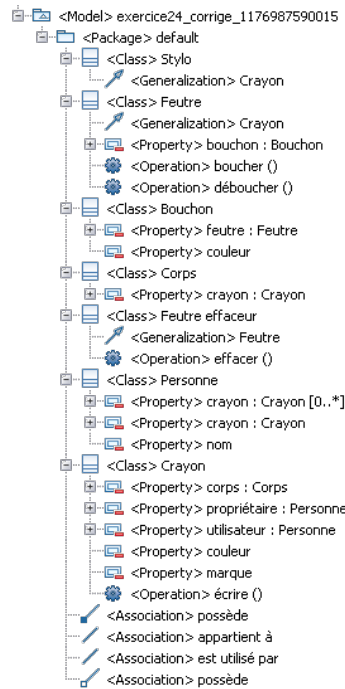 <Model> exercice24_corrige_1176987590015
<Package> default
<Class> Stylo
<Generalization> Crayon
<Class> Feutre
<Generalization> Crayon
<Property> bouchon : Bouchon
<Operation> boucher ()
<Operation> déboucher ()
<Class> Bouchon
<Property> feutre : Feutre
<Property> couleur
<Class> Corps
<Property> crayon : Crayon
<Class> Feutre effaceur
<Generalization> Feutre
<Operation> effacer ()
<Class> Personne
<Property> crayon : Crayon [0..*]
<Property> crayon : Crayon
<Property> nom
<Class> Crayon
<Property> corps : Corps
<Property> propriétaire : Personne
<Property> utilisateur : Personne
<Property> couleur
<Property> marque
<Operation> écrire ()
<Association> possède
<Association> appartient à
<Association> est utilisé par
<Association> possède